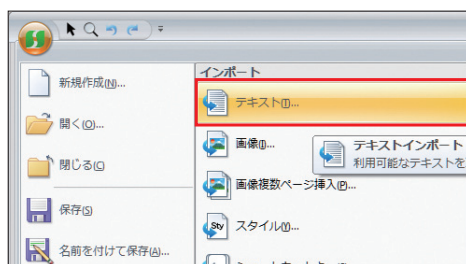 新規作成(N)...
開く(O)...
閉じる(C)
保存(S)
名前を付けて保存(A)...
インポート
テキスト(T)...
画像(I)...
画像複数ページ挿入(P)...
Sty スタイル(Y)...
テキストインポート
利用可能なテキストを